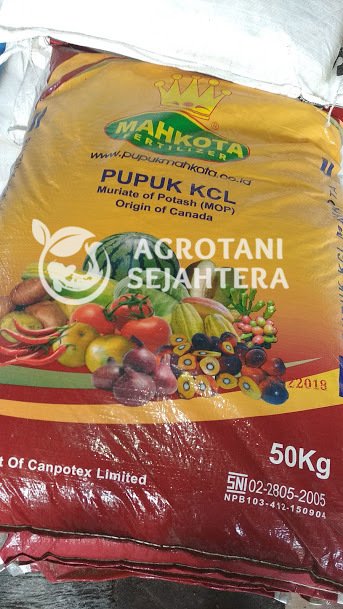 MAHKOTA
FERTILIZER
www.pupukmahkota.co.id
PUPUK KCL
Muriate of Potash (MOP)
Origin of Canada
AGROTANI
SEJAHTERA
2018
50Kg
t Of Canpotex Limited
SNI 02-2805-2005
NPB103-412-150904